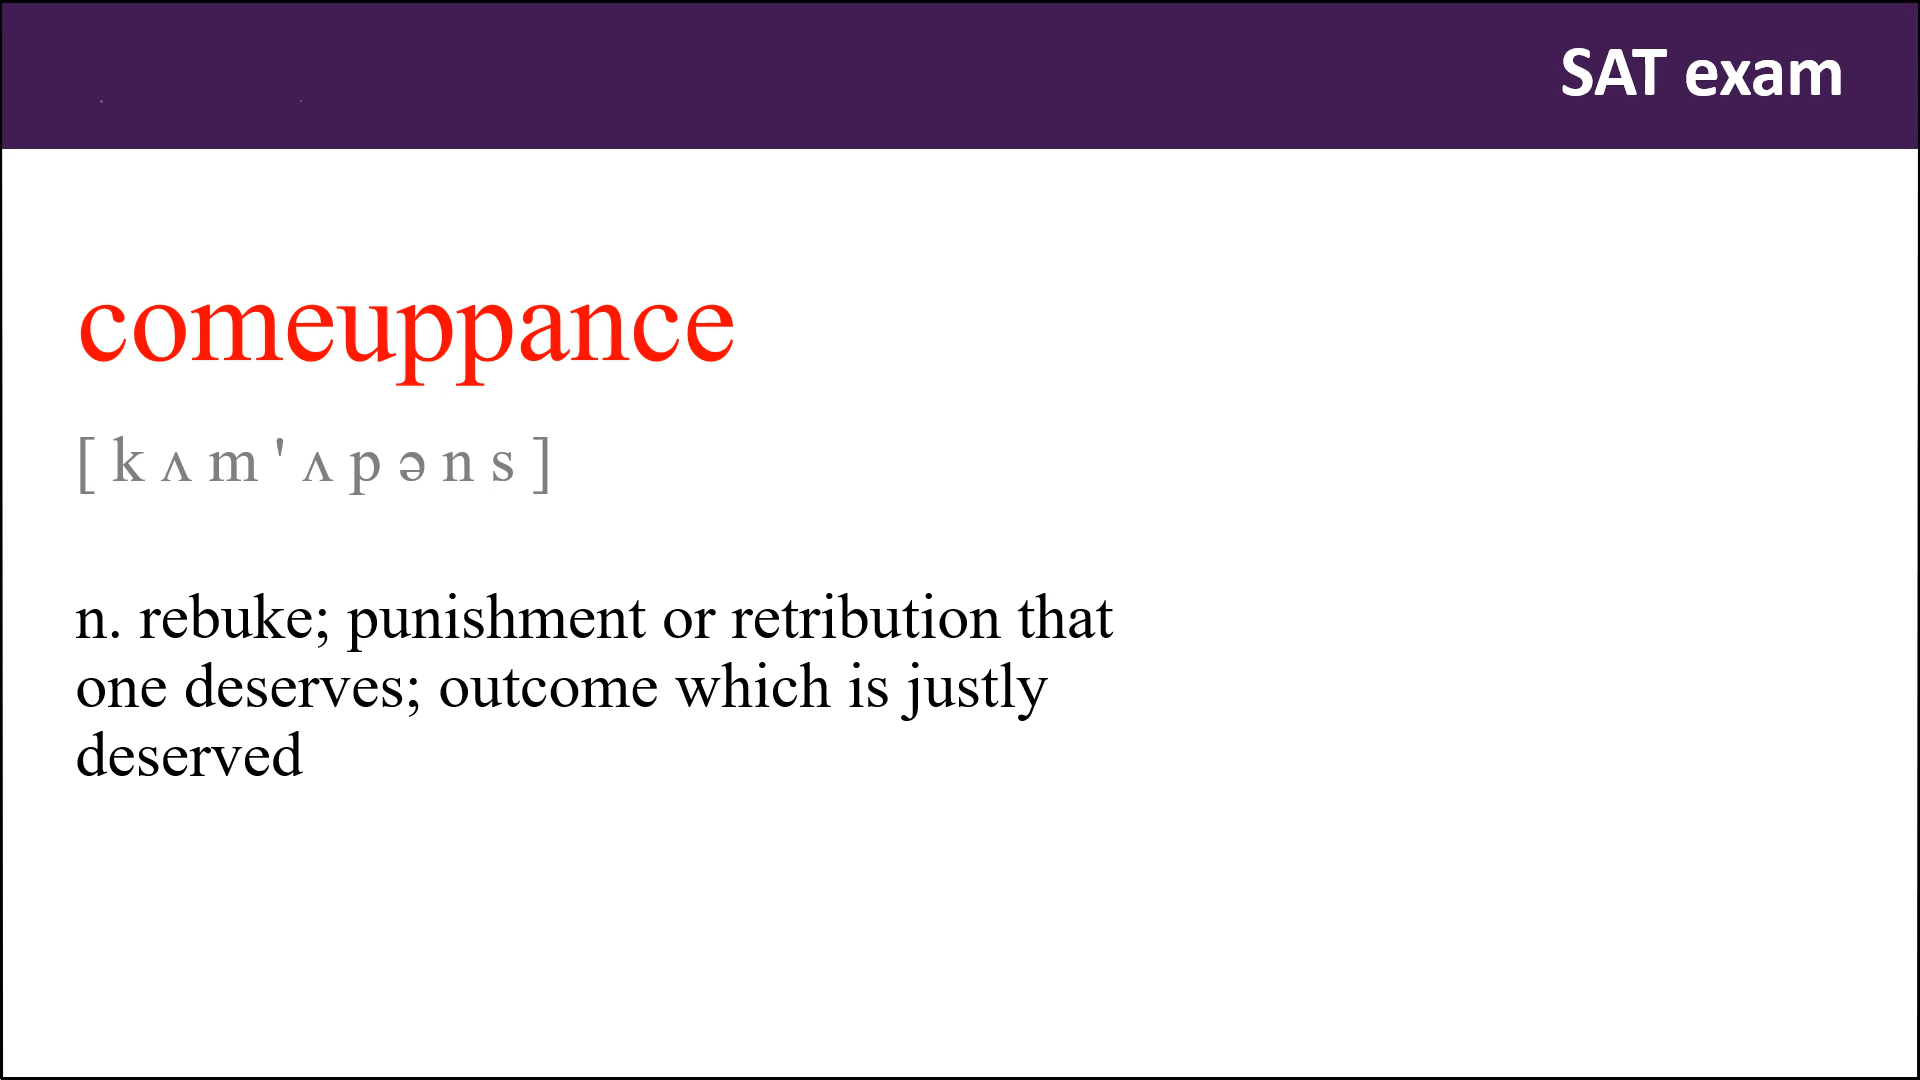 SAT exam
comeuppance
[ k ʌ m ' ʌ p ə n s ]
n. rebuke; punishment or retribution that
one deserves; outcome which is justly
deserved